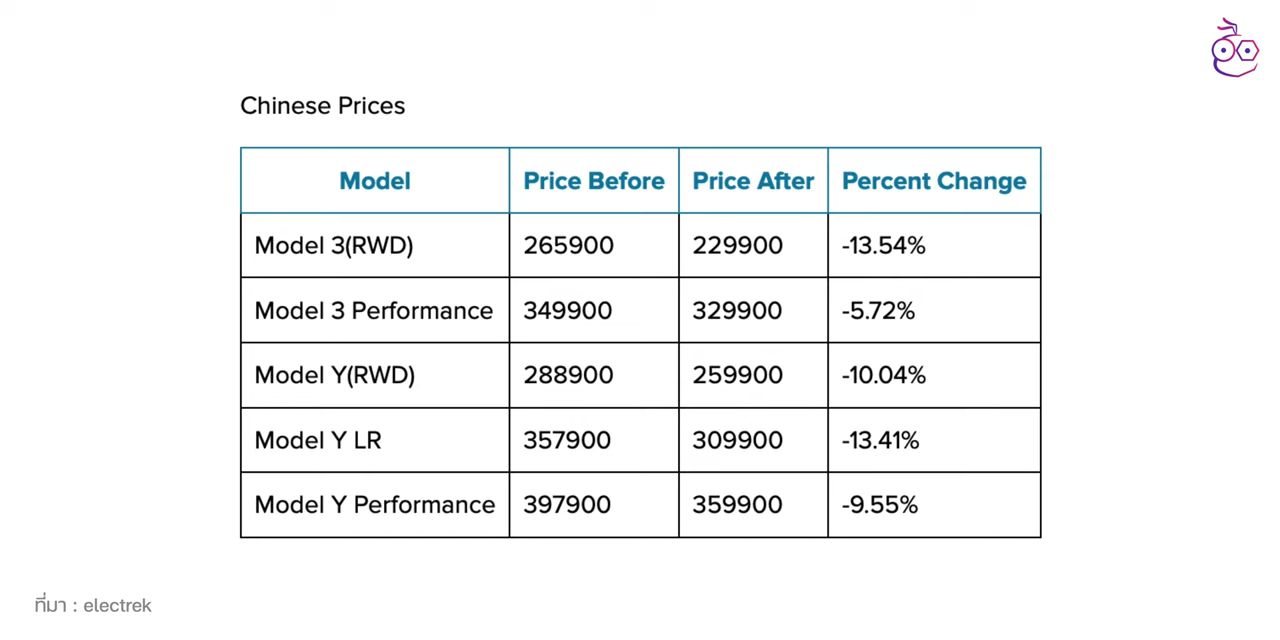 Chinese Prices
Model Price Before Price After Percent Change
Model 3(RWD) 265900 229900 -13.54%
Model 3 Performance 349900 329900 -5.72%
Model Y(RWD) 288900 259900 -10.04%
Model Y LR 357900 309900 -13.41%
Model Y Performance 397900 359900 -9.55%
ที่มา : electrek